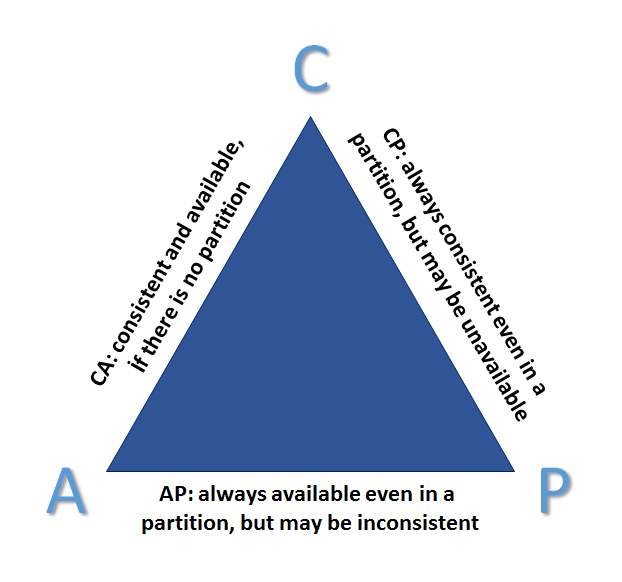 C
CA: consistent and available,
if there is no partition
CP: always consistent even in a
partition, but may be unavailable
A
P
AP: always available even in a
partition, but may be inconsistent